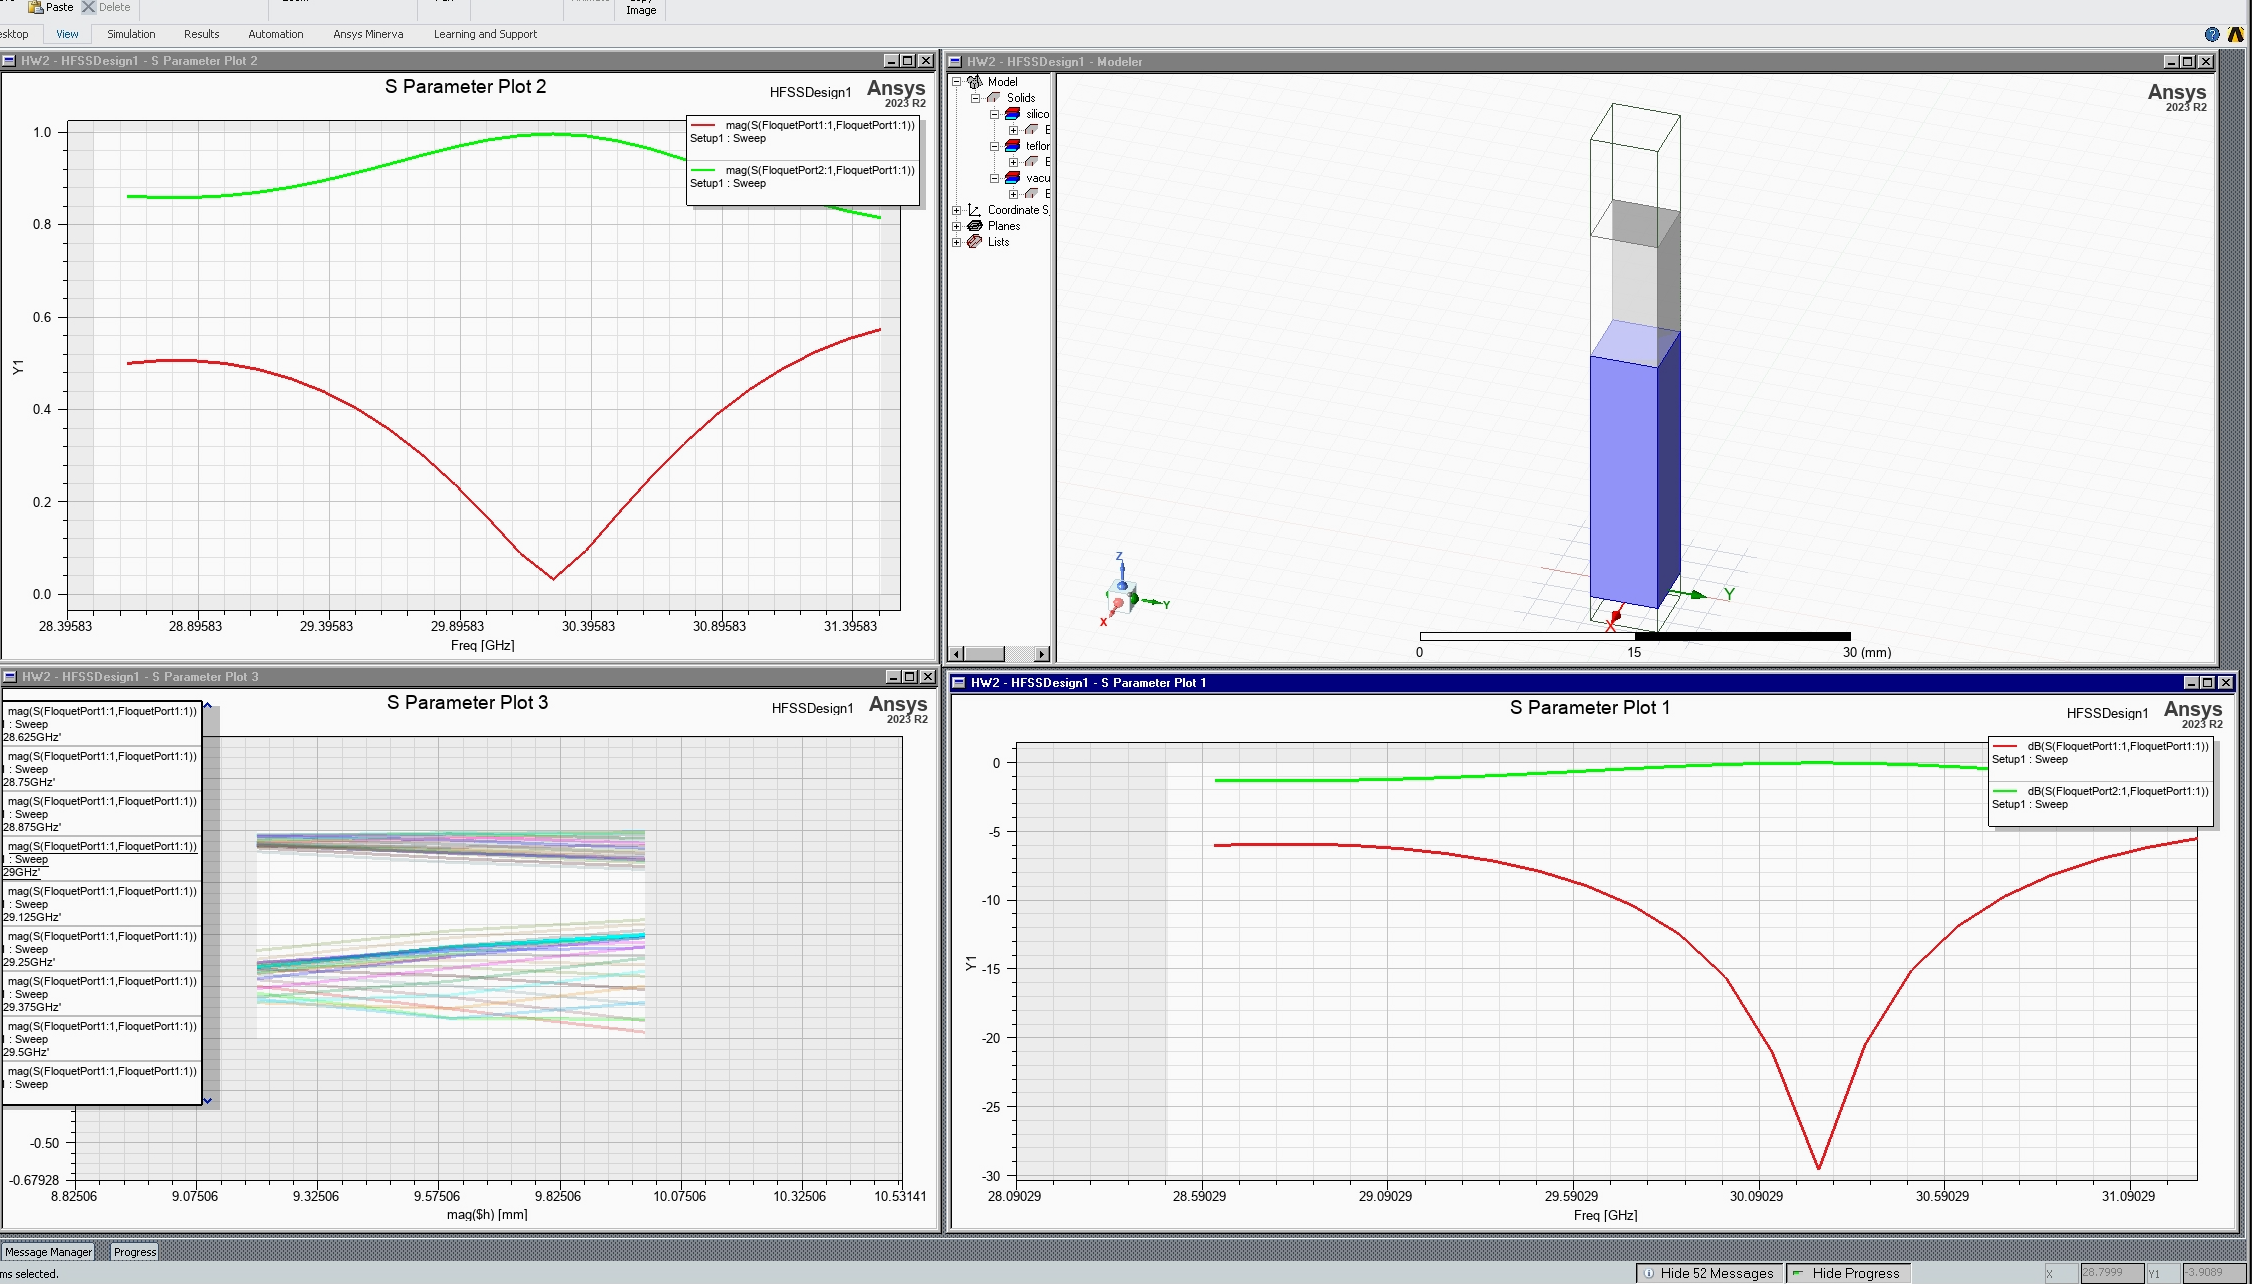 Paste
Delete
Image
View
Simulation
Results
Automation
Ansys Minerva
Learning and Support
HW2 - HFSSDesign1 - S Parameter Plot 2
S Parameter Plot 2
HFSSDesign1
Ansys
2023 R2
mag(S(FloquetPort1:1,FloquetPort1:1))
Setup1 : Sweep
mag(S(FloquetPort2:1,FloquetPort1:1))
Setup1 : Sweep
1.0
0.8
0.6
0.4
0.2
0.0
Y1
28.39583
28.89583
29.39583
29.89583
30.39583
30.89583
31.39583
Freq [GHz]
HW2 - HFSSDesign1 - Modeler
Model
Solids
silico
teflor
vacu
Coordinate S
Planes
Lists
Ansys
2023 R2
Z
Y
X
Y
X
0
15
30 (mm)
HW2 - HFSSDesign1 - S Parameter Plot 3
S Parameter Plot 3
HFSSDesign1
Ansys
2023 R2
mag(S(FloquetPort1:1,FloquetPort1:1))
: Sweep
28.625GHz'
mag(S(FloquetPort1:1,FloquetPort1:1))
: Sweep
28.75GHz'
mag(S(FloquetPort1:1,FloquetPort1:1))
: Sweep
28.875GHz'
mag(S(FloquetPort1:1,FloquetPort1:1))
: Sweep
29GHz'
mag(S(FloquetPort1:1,FloquetPort1:1))
: Sweep
29.125GHz'
mag(S(FloquetPort1:1,FloquetPort1:1))
: Sweep
29.25GHz'
mag(S(FloquetPort1:1,FloquetPort1:1))
: Sweep
29.375GHz'
mag(S(FloquetPort1:1,FloquetPort1:1))
: Sweep
29.5GHz'
mag(S(FloquetPort1:1,FloquetPort1:1))
: Sweep
-0.50
-0.67928
8.82506
9.07506
9.32506
9.57506
9.82506
10.07506
10.32506
10.53141
mag($h) [mm]
HW2 - HFSSDesign1 - S Parameter Plot 1
S Parameter Plot 1
HFSSDesign1
Ansys
2023 R2
dB(S(FloquetPort1:1,FloquetPort1:1))
Setup1 : Sweep
dB(S(FloquetPort2:1,FloquetPort1:1))
Setup1 : Sweep
0
-5
-10
-15
-20
-25
-30
Y1
28.09029
28.59029
29.09029
29.59029
30.09029
30.59029
31.09029
Freq [GHz]
Message Manager
Progress
ms selected.
Hide 52 Messages
Hide Progress
X
28.7999
Y1
-3.9089